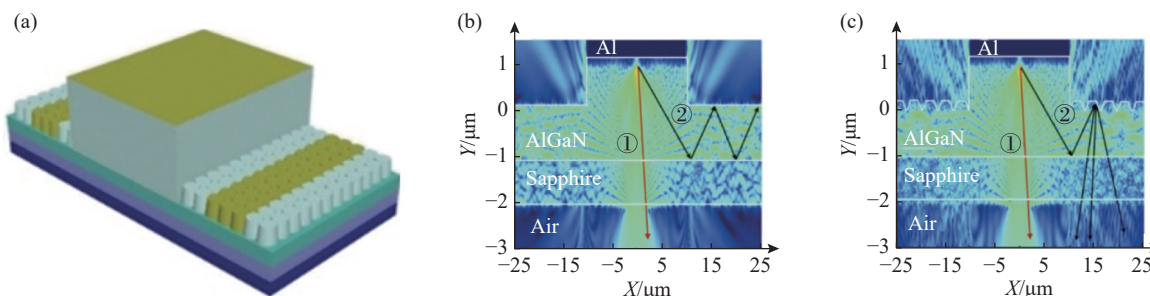 (a)
(b)
Al
1
0
−1
−2
−3
Y/μm
①
②
AlGaN
Sapphire
Air
−25
−15
−5
5
15
25
X/μm
(c)
Al
1
0
−1
−2
−3
Y/μm
①
②
AlGaN
Sapphire
Air
−25
−15
−5
5
15
25
X/μm